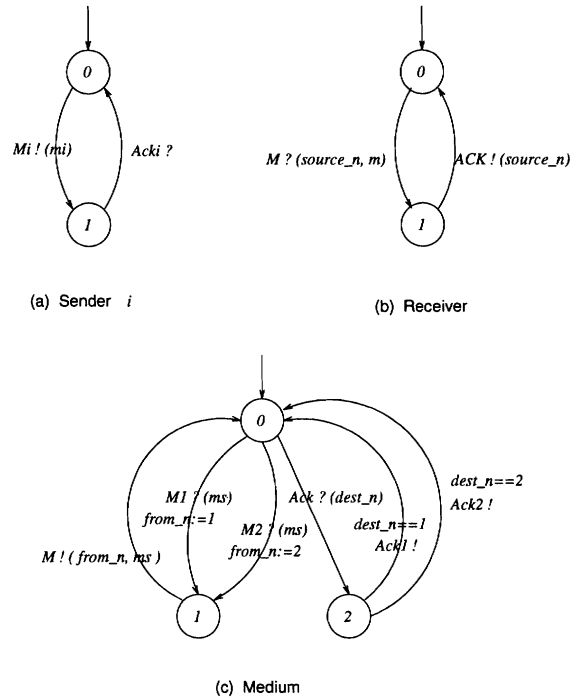 0
Mi ! (mi)
Acki ?
1
(a) Sender i
0
M ? (source_n, m)
ACK ! (source_n)
1
(b) Receiver
0
M1 ? (ms)
from_n:=1
M2 ? (ms)
from_n:=2
Ack ? (dest_n)
dest_n==1
Ack1 !
dest_n==2
Ack2 !
M ! ( from_n, ms )
1
2
(c) Medium